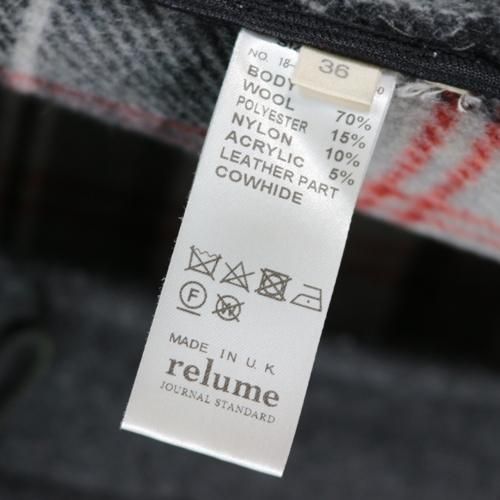 NO. 18-
36
0
BODY
WOOL 70%
POLYESTER 15%
NYLON 10%
ACRYLIC 5%
LEATHER PART
COWHIDE
F W
MADE IN U.K
relume
JOURNAL STANDARD